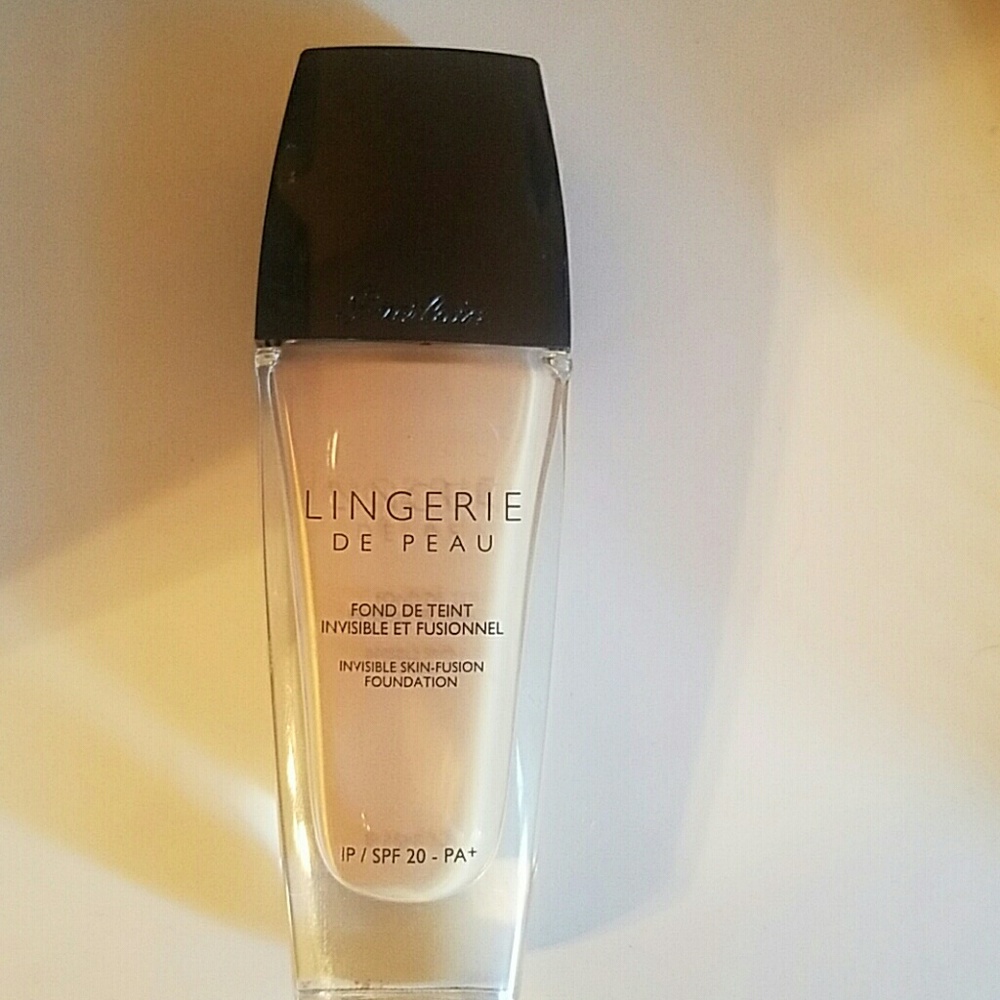 Guerlain
LINGERIE
DE PEAU
FOND DE TEINT
INVISIBLE ET FUSIONNEL
INVISIBLE SKIN-FUSION
FOUNDATION
IP / SPF 20 - PA+